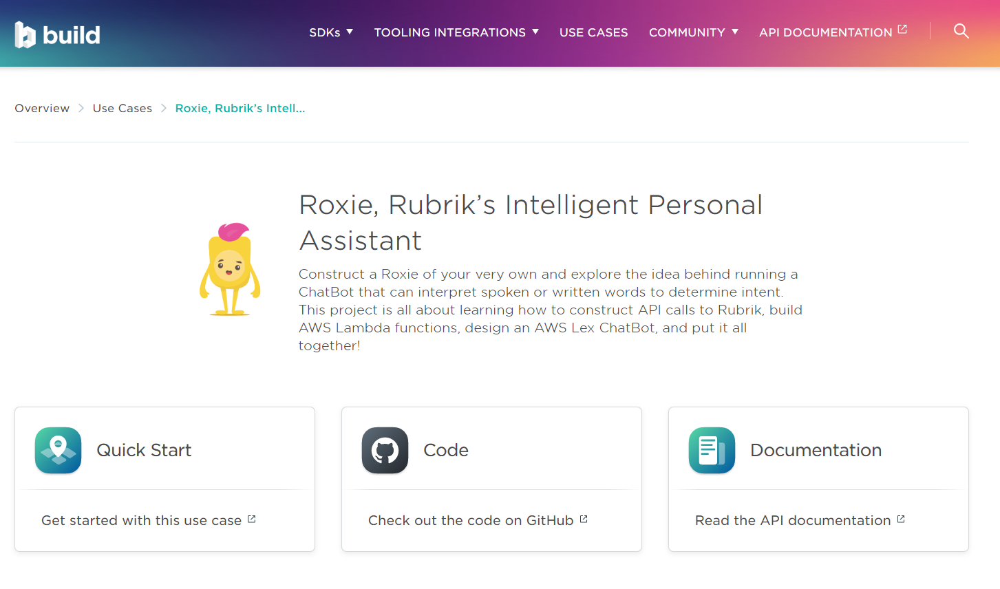 build
SDKs TOOLING INTEGRATIONS USE CASES COMMUNITY API DOCUMENTATION
Overview Use Cases Roxie, Rubrik’s Intell...
Roxie, Rubrik’s Intelligent Personal
Assistant
Construct a Roxie of your very own and explore the idea behind running a
ChatBot that can interpret spoken or written words to determine intent.
This project is all about learning how to construct API calls to Rubrik, build
AWS Lambda functions, design an AWS Lex ChatBot, and put it all
together!
Quick Start
Get started with this use case
Code
Check out the code on GitHub
Documentation
Read the API documentation